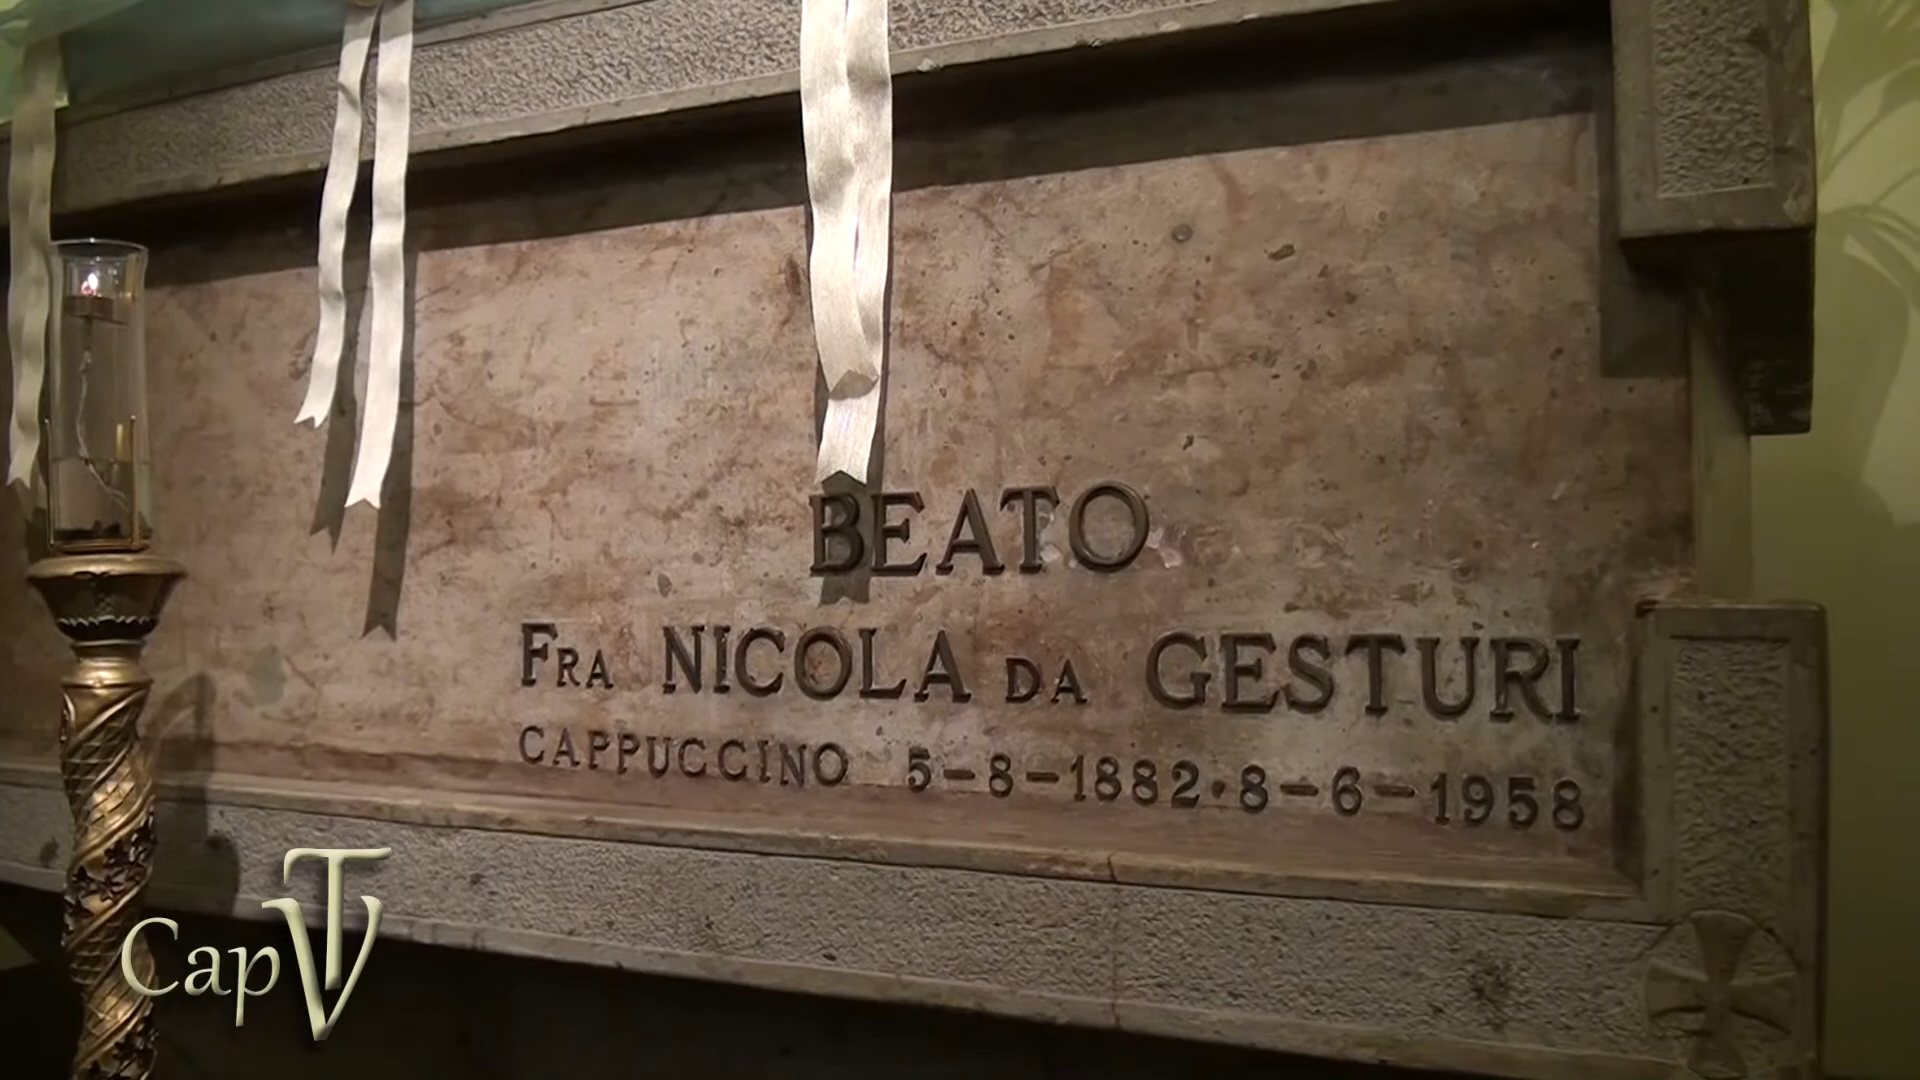 BEATO
FRA NICOLA DA GESTURI
CAPPUCCINO 5-8-1882·8-6-1958
CapTV